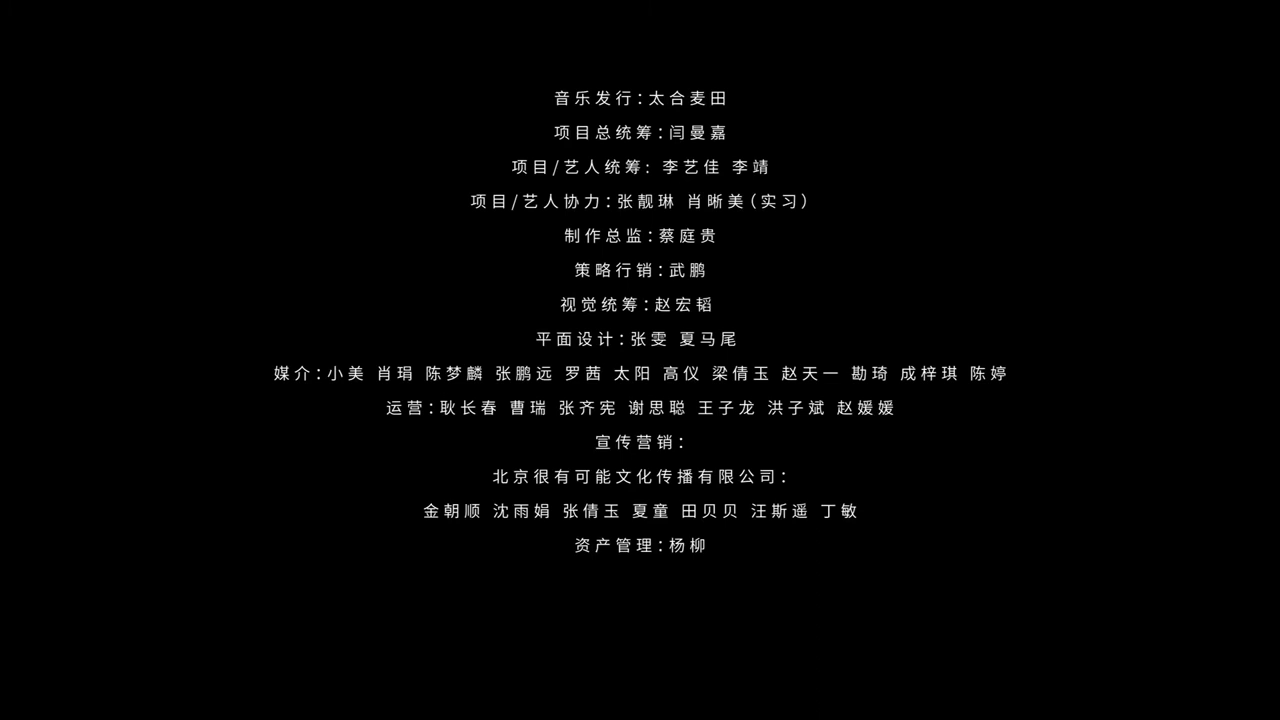 音乐发行：太合麦田
项目总统筹：闫曼嘉
项目/艺人统筹： 李艺佳 李靖
项目/艺人协力：张靓琳 肖晰美（实习）
制作总监：蔡庭贵
策略行销：武鹏
视觉统筹：赵宏韬
平面设计：张雯 夏马尾
媒介：小美 肖琄 陈梦麟 张鹏远 罗茜 太阳 高仪 梁倩玉 赵天一 勘琦 成梓琪 陈婷
运营：耿长春 曹瑞 张齐宪 谢思聪 王子龙 洪子斌 赵媛媛
宣传营销：
北京很有可能文化传播有限公司：
金朝顺 沈雨娟 张倩玉 夏童 田贝贝 汪斯遥 丁敏
资产管理：杨柳